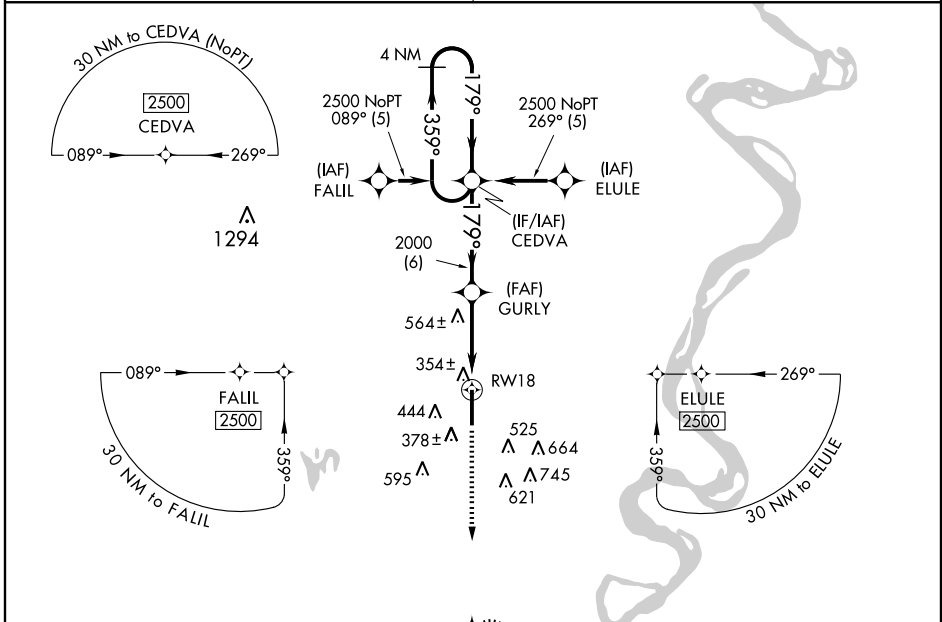 30 NM to CEDVA (NoPT)
2500
CEDVA
089°
269°
4 NM
179°
359°
2500 NoPT
089° (5)
2500 NoPT
269° (5)
(IAF)
FALIL
(IAF)
ELULE
(IF/IAF)
CEDVA
179°
1294
2000
(6)
(FAF)
GURLY
564±
354±
RW18
444
378±
595
525
664
745
621
089°
FALIL
2500
359°
30 NM to FALIL
269°
ELULE
2500
359°
30 NM to ELULE